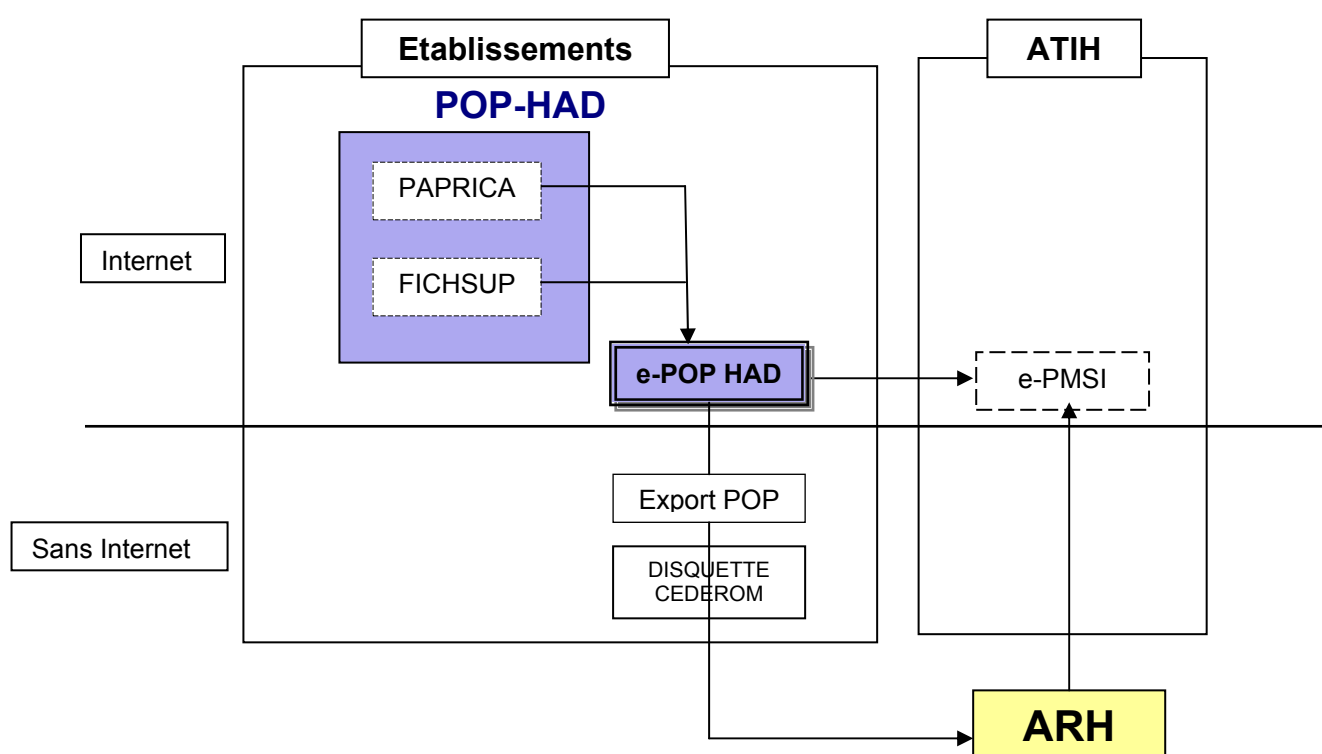 Etablissements
ATIH
POP-HAD
PAPRICA
Internet
FICHSUP
e-POP HAD
e-PMSI
Export POP
Sans Internet
DISQUETTE
CEDEROM
ARH